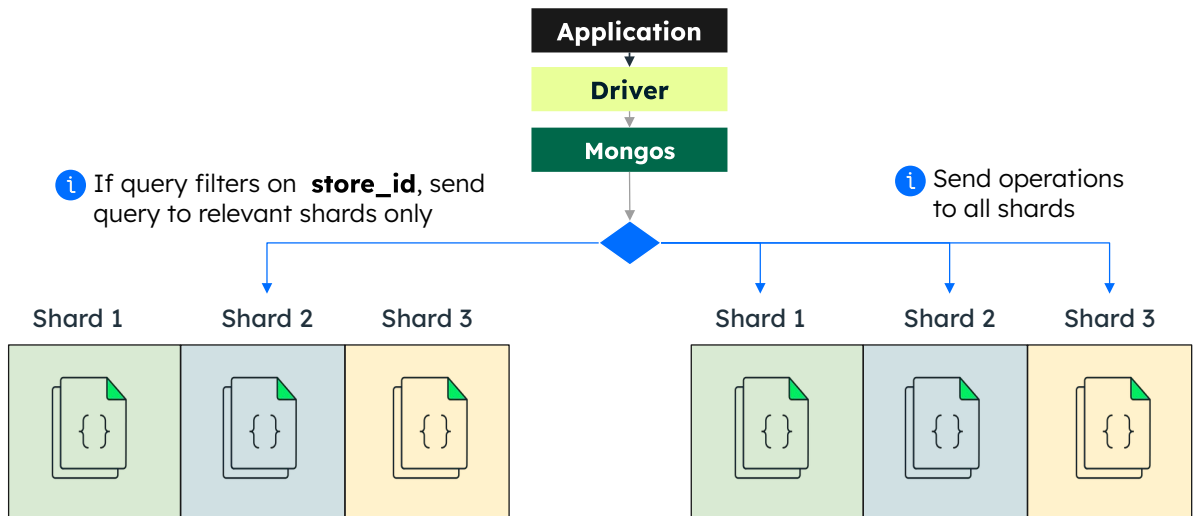 Application
Driver
Mongos
i If query filters on store_id, send
query to relevant shards only
i Send operations
to all shards
Shard 1 Shard 2 Shard 3
Shard 1 Shard 2 Shard 3
{ } { } { }
{ } { } { }